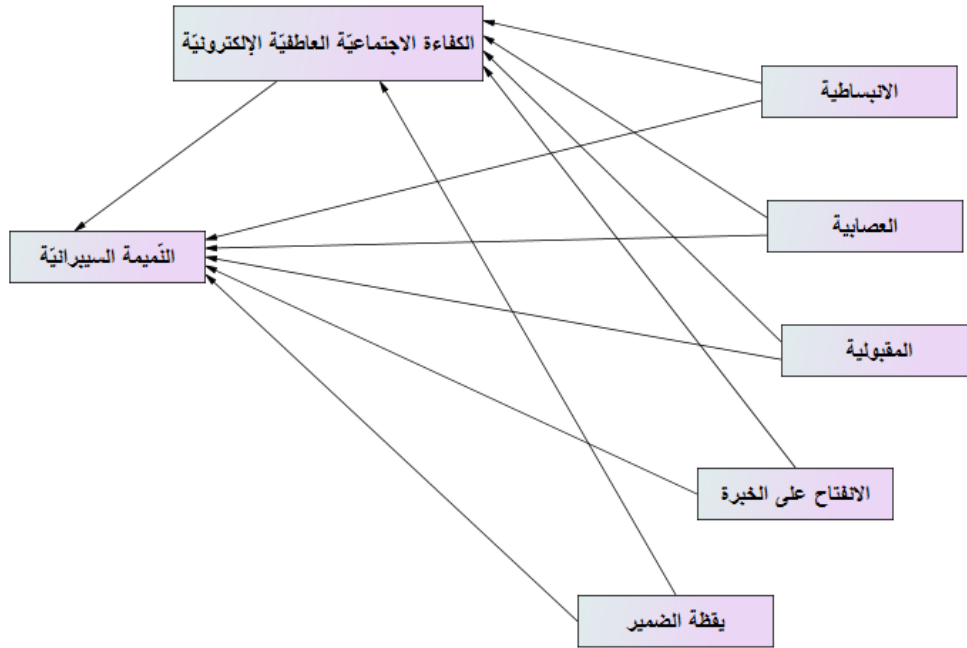 الكفاءة الاجتماعيّة العاطفيّة الإلكترونيّة
الانبساطية
العصابية
النّميمة السيبرانيّة
المقبولية
الانفتاح على الخبرة
يقظة الضمير